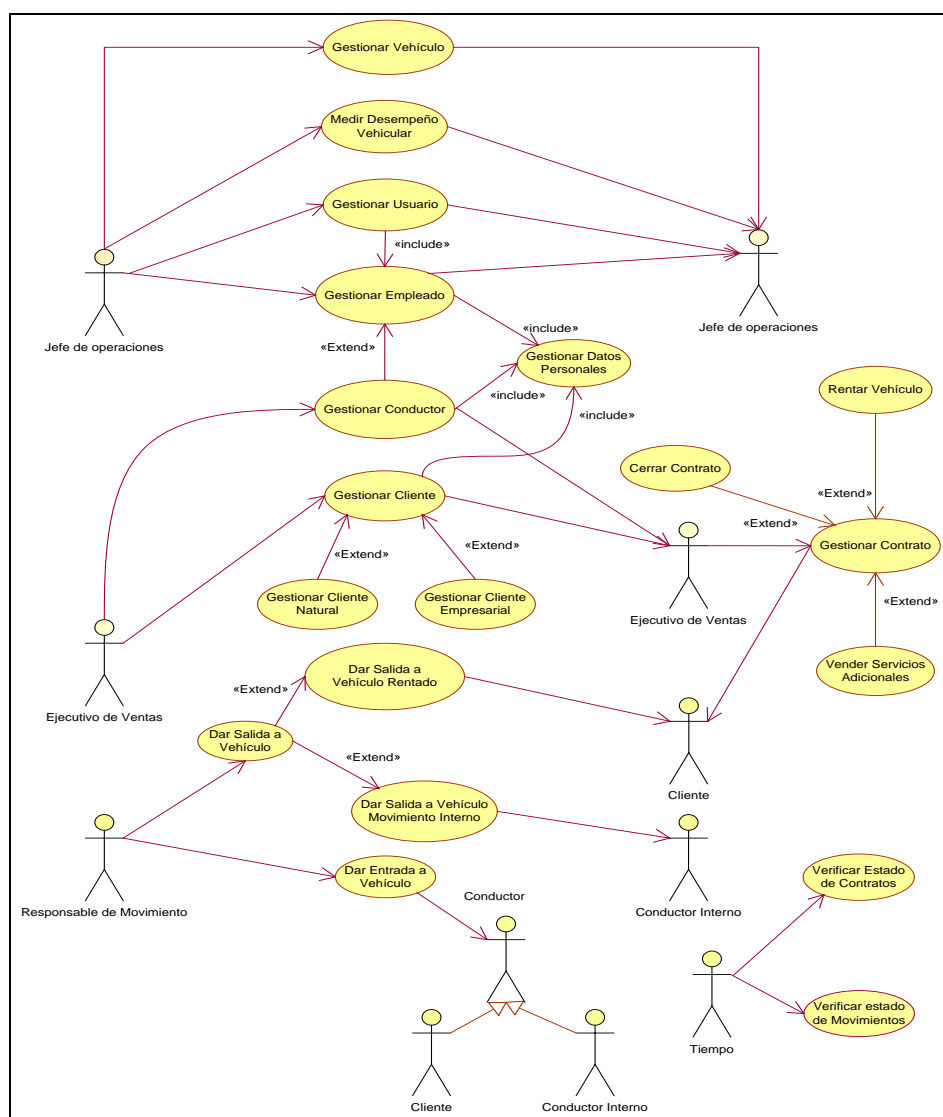 Gestionar Vehículo
Medir Desempeño
Vehicular
Gestionar Usuario
«include»
Jefe de operaciones
Gestionar Empleado
Jefe de operaciones
«Extend»
«include»
Gestionar Datos
Personales
Rentar Vehículo
Gestionar Conductor
«include»
«include»
Cerrar Contrato
Gestionar Cliente
«Extend»
«Extend»
Gestionar Contrato
«Extend»
«Extend»
Gestionar Cliente
Natural
Gestionar Cliente
Empresarial
Ejecutivo de Ventas
«Extend»
Ejecutivo de Ventas
Dar Salida a
Vehículo Rentado
Vender Servicios
Adicionales
«Extend»
Dar Salida a
Vehículo
«Extend»
Cliente
Dar Salida a Vehículo
Movimiento Interno
Responsable de Movimiento
Dar Entrada a
Vehículo
Conductor
Conductor Interno
Verificar Estado
de Contratos
Verificar estado
de Movimientos
Tiempo
Cliente
Conductor Interno